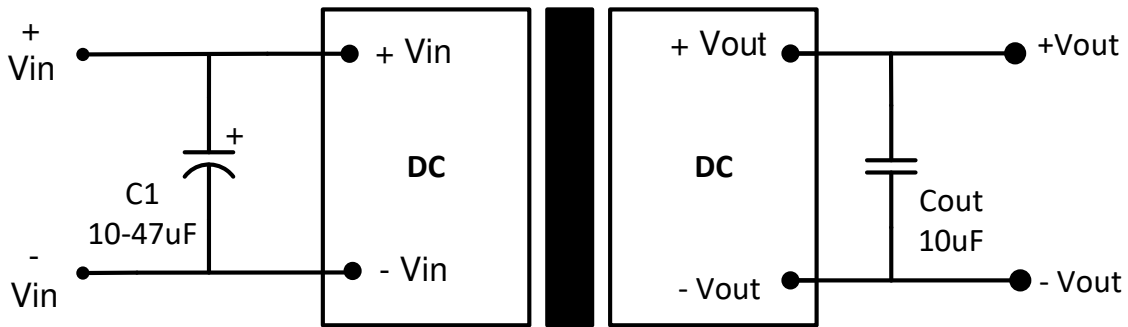 +
Vin
+ Vin
+ Vout
+Vout
+
DC
DC
C1
10-47uF
Cout
10uF
-
Vin
- Vin
- Vout
- Vout